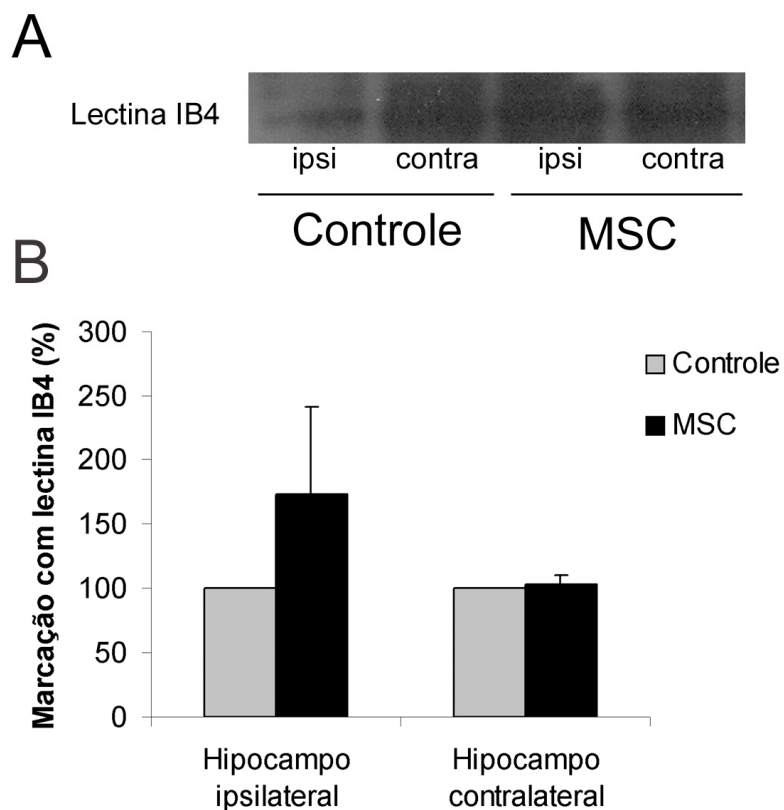 A
Lectina IB4
ipsi contra ipsi contra
Controle MSC
B
Marcação com lectina IB4 (%)
300
250
200
150
100
50
0
Controle
MSC
Hipocampo
ipsilateral
Hipocampo
contralateral